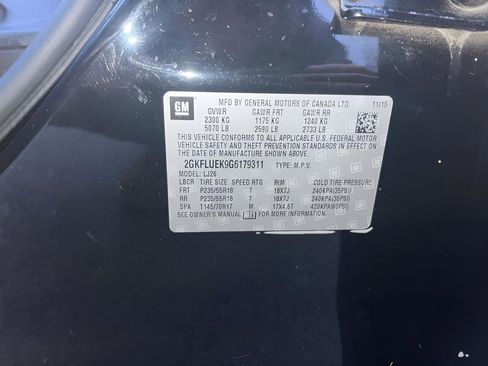 GM
MFD BY GENERAL MOTORS OF CANADA LTD. 11/15
GVWR GAWR FRT GAWR RR
2300 KG 1175 KG 1240 KG
5070 LB 2590 LB 2733 LB
THIS VEHICLE CONFORMS TO ALL APPLICABLE U.S. FEDERAL MOTOR
VEHICLE SAFETY AND THEFT PREVENTION STANDARDS IN EFFECT ON
THE DATE OF MANUFACTURE SHOWN ABOVE.
2GKFLUEK9G6179311 TYPE: M.P.V.
MODEL: LJ26
LBCR TIRE SIZE SPEED RTG RIM COLD TIRE PRESSURE
FRT P235/55R18 T 18X7J 240KPA(35PSI)
RR P235/55R18 T 18X7J 240KPA(35PSI)
SPA T145/70R17 M 17X4.5T 420KPA(60PSI)
SEE OWNER'S MANUAL FOR MORE INFORMATION.